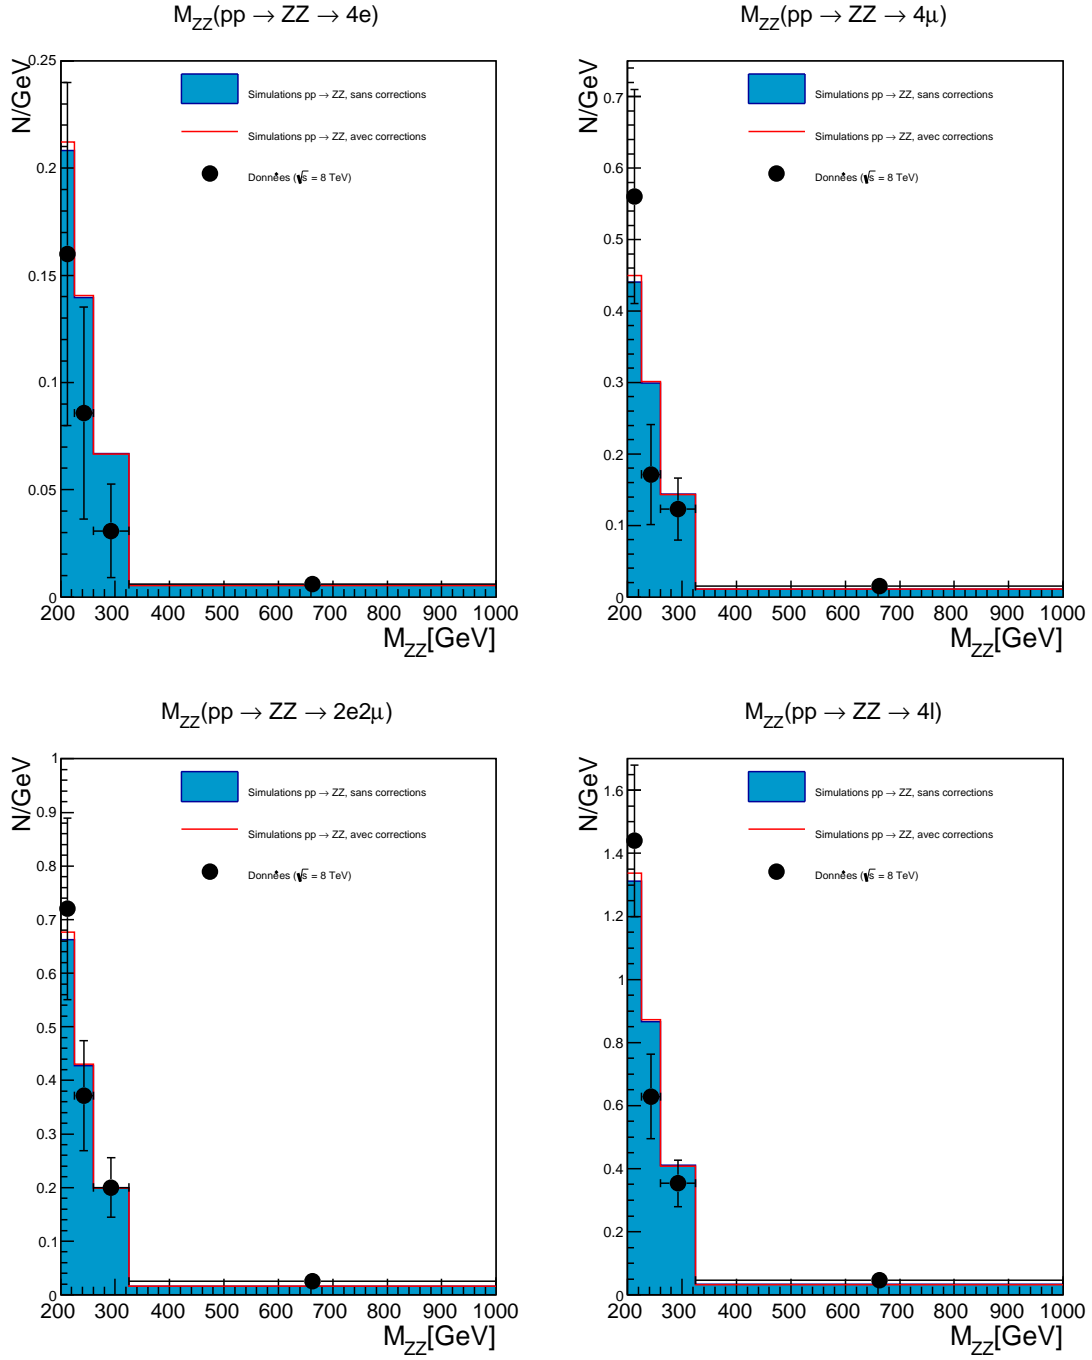 M_ZZ(pp → ZZ → 4e)
N/GeV
0.25
0.2
0.15
0.1
0.05
0
Simulations pp → ZZ, sans corrections
Simulations pp → ZZ, avec corrections
Données (√s = 8 TeV)
200 300 400 500 600 700 800 900 1000
M_ZZ[GeV]
M_ZZ(pp → ZZ → 4μ)
N/GeV
0.7
0.6
0.5
0.4
0.3
0.2
0.1
0
Simulations pp → ZZ, sans corrections
Simulations pp → ZZ, avec corrections
Données (√s = 8 TeV)
200 300 400 500 600 700 800 900 1000
M_ZZ[GeV]
M_ZZ(pp → ZZ → 2e2μ)
N/GeV
1
0.9
0.8
0.7
0.6
0.5
0.4
0.3
0.2
0.1
0
Simulations pp → ZZ, sans corrections
Simulations pp → ZZ, avec corrections
Données (√s = 8 TeV)
200 300 400 500 600 700 800 900 1000
M_ZZ[GeV]
M_ZZ(pp → ZZ → 4l)
N/GeV
1.6
1.4
1.2
1
0.8
0.6
0.4
0.2
0
Simulations pp → ZZ, sans corrections
Simulations pp → ZZ, avec corrections
Données (√s = 8 TeV)
200 300 400 500 600 700 800 900 1000
M_ZZ[GeV]